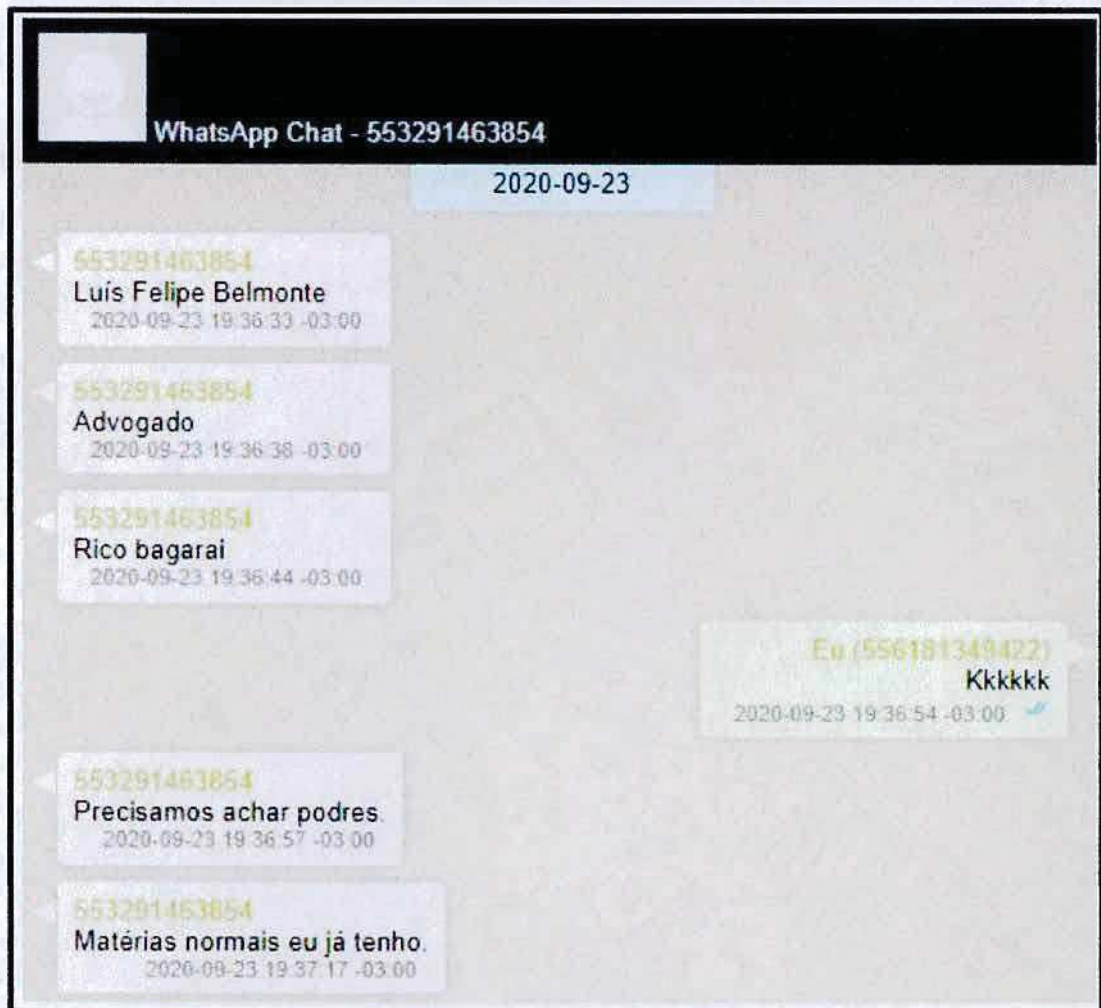 WhatsApp Chat - 553291463854
2020-09-23
553291463854
Luís Felipe Belmonte
2020-09-23 19:36:33 -03:00
553291463854
Advogado
2020-09-23 19:36:38 -03:00
553291463854
Rico bagarai
2020-09-23 19:36:44 -03:00
Eu (556181349422)
Kkkkkk
2020-09-23 19:36:54 -03:00
553291463854
Precisamos achar podres.
2020-09-23 19:36:57 -03:00
553291463854
Matérias normais eu já tenho.
2020-09-23 19:37:17 -03:00